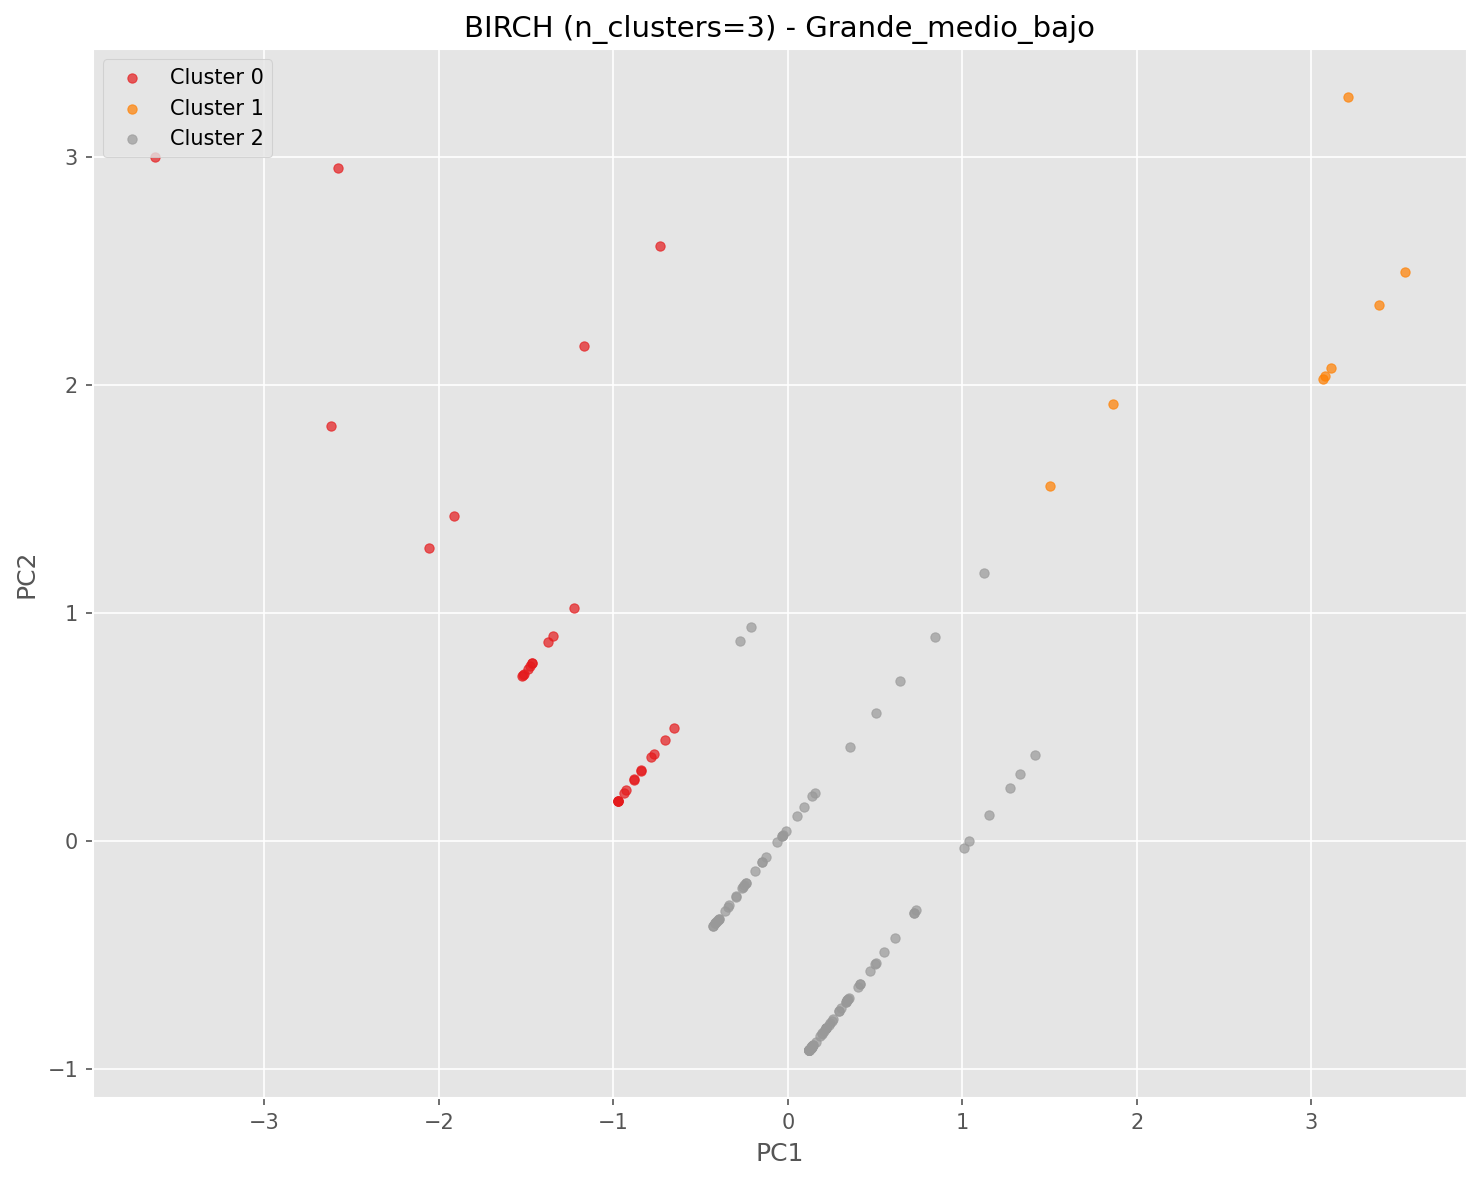 BIRCH (n_clusters=3) - Grande_medio_bajo
Cluster 0
Cluster 1
Cluster 2
3
2
1
0
−1
PC2
−3
−2
−1
0
1
2
3
PC1